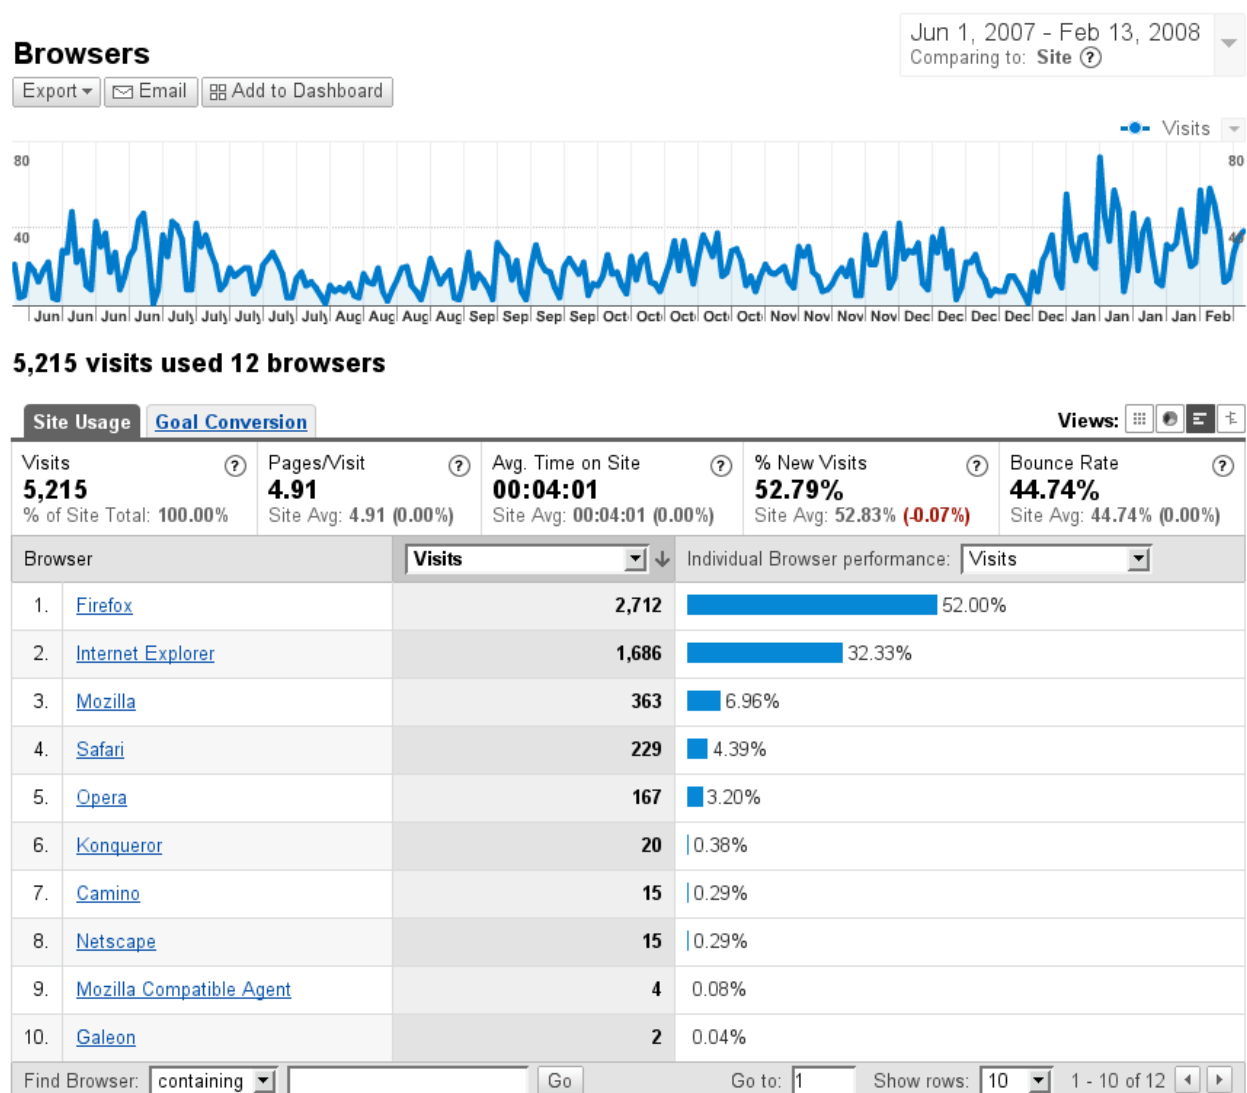 Jun 1, 2007 - Feb 13, 2008
Comparing to: Site ?
Browsers
Export Email Add to Dashboard
Visits
80 80
40 40
Jun Jun Jun Jun July July July July July Aug Aug Aug Aug Sep Sep Sep Sep Oct Oct Oct Oct Oct Nov Nov Nov Nov Dec Dec Dec Dec Dec Jan Jan Jan Jan Feb
5,215 visits used 12 browsers
Site Usage Goal Conversion Views:
Visits ? Pages/Visit ? Avg. Time on Site ? % New Visits ? Bounce Rate ?
5,215 4.91 00:04:01 52.79% 44.74%
% of Site Total: 100.00% Site Avg: 4.91 (0.00%) Site Avg: 00:04:01 (0.00%) Site Avg: 52.83% (-0.07%) Site Avg: 44.74% (0.00%)
Browser Visits Individual Browser performance: Visits
1. Firefox 2,712 52.00%
2. Internet Explorer 1,686 32.33%
3. Mozilla 363 6.96%
4. Safari 229 4.39%
5. Opera 167 3.20%
6. Konqueror 20 0.38%
7. Camino 15 0.29%
8. Netscape 15 0.29%
9. Mozilla Compatible Agent 4 0.08%
10. Galeon 2 0.04%
Find Browser: containing Go Go to: 1 Show rows: 10 1 - 10 of 12